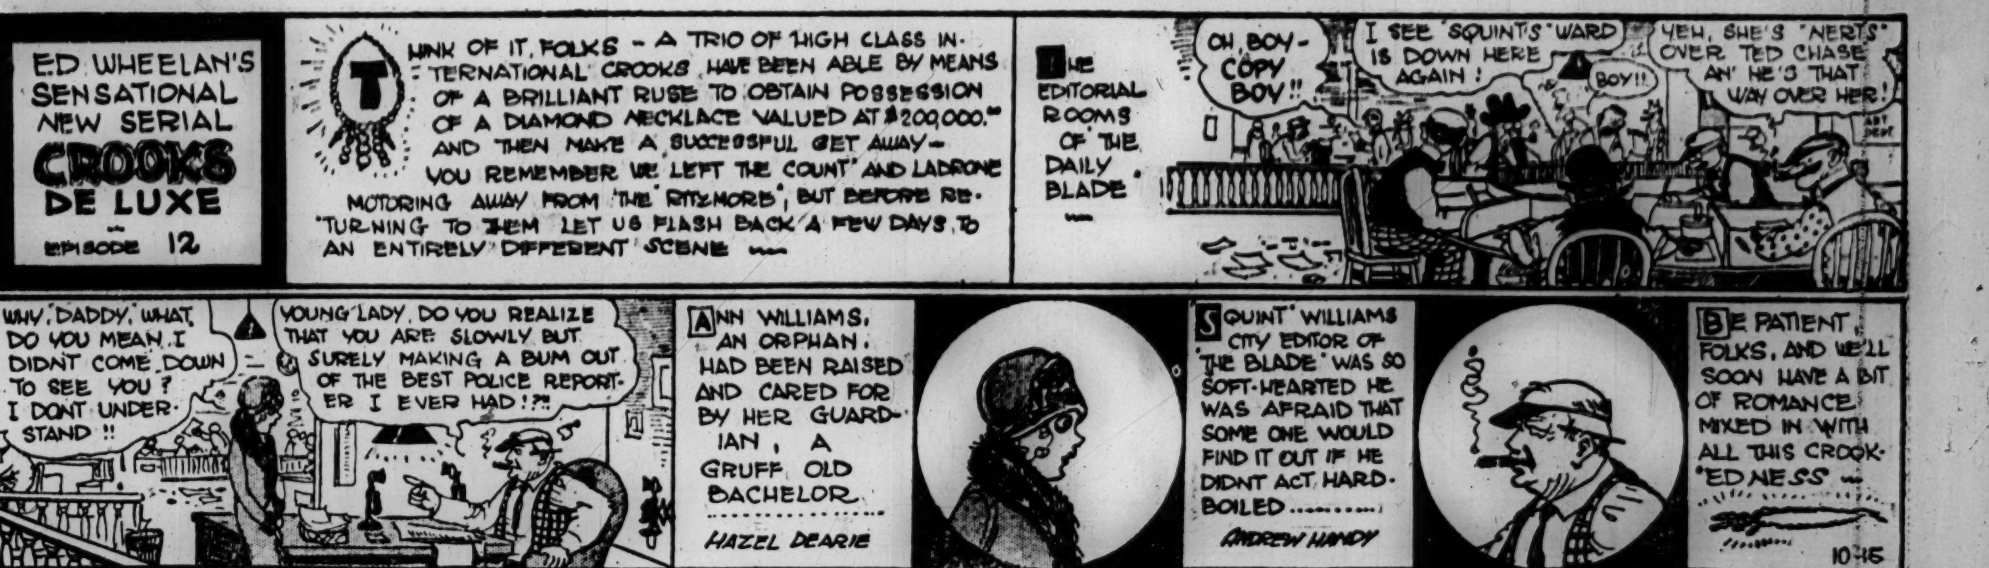 ED WHEELAN'S
SENSATIONAL
NEW SERIAL
CROOKS
DE LUXE
EPISODE 12
THINK OF IT, FOLKS - A TRIO OF HIGH CLASS IN-
TERNATIONAL CROOKS HAVE BEEN ABLE BY MEANS
OF A BRILLIANT RUSE TO OBTAIN POSSESSION
OF A DIAMOND NECKLACE VALUED AT $200,000.00
AND THEN MAKE A SUCCESSFUL GET AWAY -
YOU REMEMBER WE LEFT "THE COUNT" AND LADRONE
MOTORING AWAY FROM "THE RITZMORE", BUT BEFORE RE-
TURNING TO THEM LET US FLASH BACK A FEW DAYS TO
AN ENTIRELY DIFFERENT SCENE
THE
EDITORIAL
ROOMS
OF "THE
DAILY
BLADE"
OH, BOY -
COPY
BOY!!
I SEE "SQUINT'S" WARD
IS DOWN HERE
AGAIN!
BOY!!
YEH, SHE'S "NERTS"
OVER TED CHASE
AN' HE'S THAT
WAY OVER HER!
ART
DEPT.
WHY, "DADDY," WHAT
DO YOU MEAN I
DIDN'T COME DOWN
TO SEE YOU?
I DON'T UNDER-
STAND!!
YOUNG LADY, DO YOU REALIZE
THAT YOU ARE SLOWLY BUT
SURELY MAKING A BUM OUT
OF THE BEST POLICE REPORT-
ER I EVER HAD!?!!
ANN WILLIAMS,
AN ORPHAN,
HAD BEEN RAISED
AND CARED FOR
BY HER GUARD-
IAN, A
GRUFF OLD
BACHELOR
HAZEL DEARIE
"SQUINT" WILLIAMS
CITY EDITOR OF
"THE BLADE" WAS SO
SOFT-HEARTED HE
WAS AFRAID THAT
SOME ONE WOULD
FIND IT OUT IF HE
DIDN'T ACT HARD-
BOILED..........
ANDREW HANDY
BE PATIENT,
FOLKS, AND WE'LL
SOON HAVE A BIT
OF ROMANCE
MIXED IN WITH
ALL THIS CROOK-
EDNESS
10-15